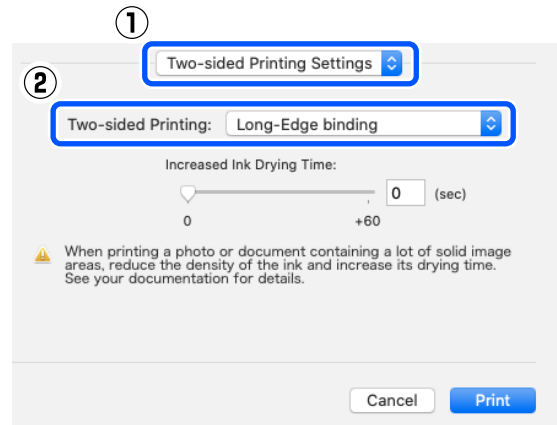 ①
Two-sided Printing Settings
②
Two-sided Printing: Long-Edge binding
Increased Ink Drying Time:
0 (sec)
0 +60
When printing a photo or document containing a lot of solid image
areas, reduce the density of the ink and increase its drying time.
See your documentation for details.
Cancel Print